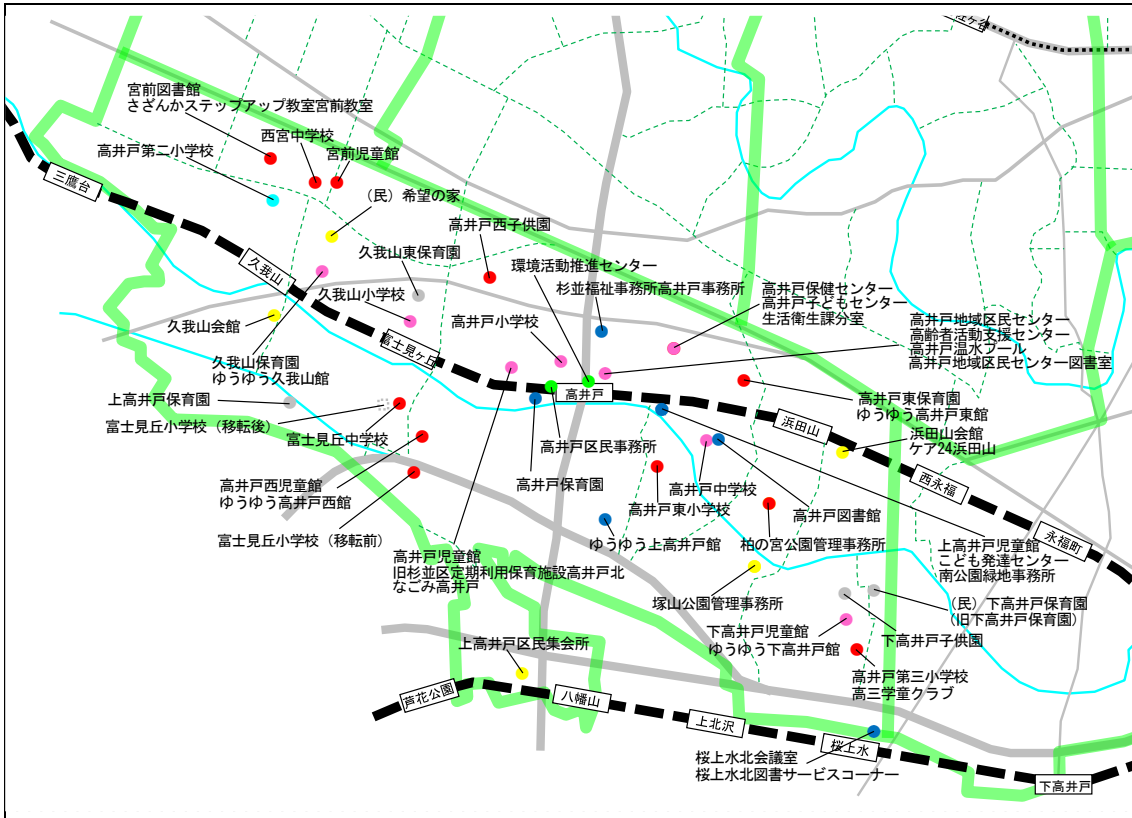 宮前図書館
さざんかステップアップ教室宮前教室
西宮中学校
高井戸第二小学校
宮前児童館
三鷹台
(民)希望の家
高井戸西子供園
久我山東保育園
環境活動推進センター
久我山
杉並福祉事務所高井戸事務所
高井戸保健センター
高井戸子どもセンター
生活衛生課分室
久我山小学校
高井戸地域区民センター
高齢者活動支援センター
高井戸温水プール
高井戸地域区民センター図書室
久我山会館
高井戸小学校
富士見ヶ丘
久我山保育園
ゆうゆう久我山館
高井戸
上高井戸保育園
高井戸東保育園
ゆうゆう高井戸東館
富士見丘小学校(移転後)
富士見丘中学校
高井戸区民事務所
浜田山
浜田山会館
ケア24浜田山
高井戸西児童館
ゆうゆう高井戸西館
高井戸保育園
高井戸中学校
高井戸東小学校
高井戸図書館
西永福
富士見丘小学校(移転前)
ゆうゆう上高井戸館
柏の宮公園管理事務所
永福町
高井戸児童館
旧杉並区定期利用保育施設高井戸北
なごみ高井戸
上高井戸児童館
こども発達センター
南公園緑地事務所
塚山公園管理事務所
(民)下高井戸保育園
(旧下高井戸保育園)
下高井戸児童館
ゆうゆう下高井戸館
下高井戸子供園
上高井戸区民集会所
高井戸第三小学校
高三学童クラブ
芦花公園
八幡山
上北沢
桜上水
桜上水北会議室
桜上水北図書サービスコーナー
下高井戸